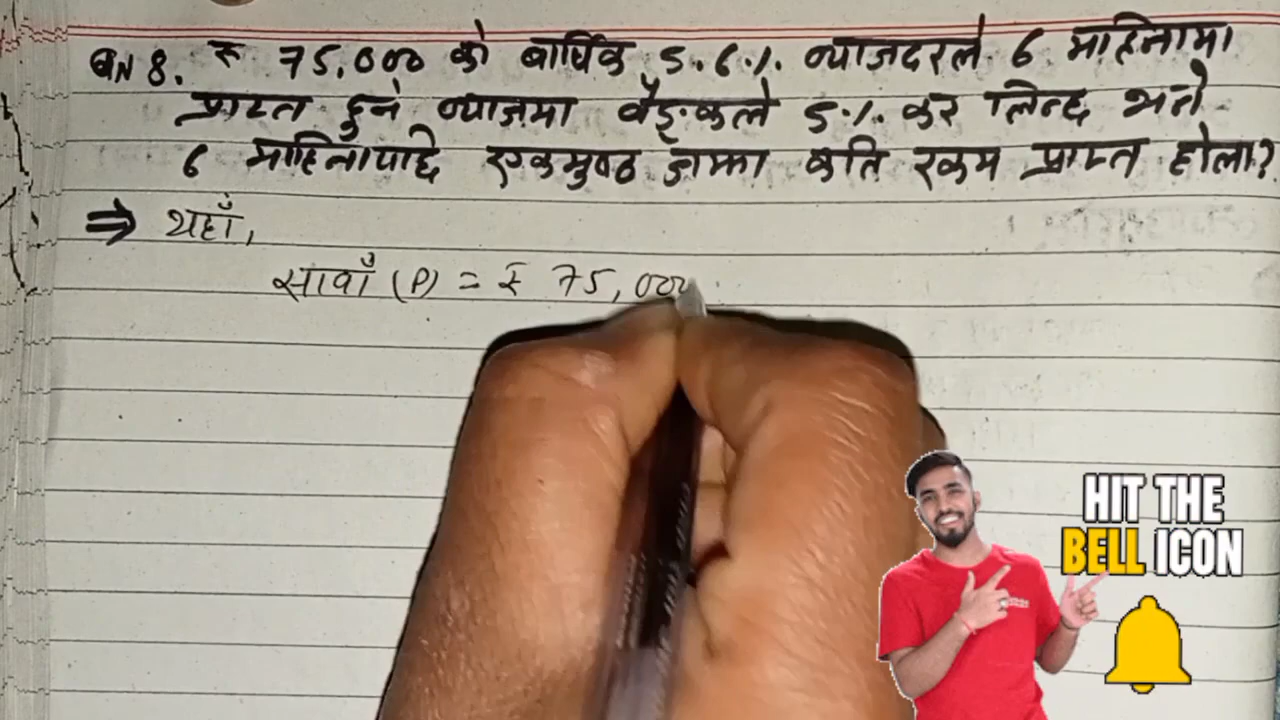 QN 8. रू 75,000 को वार्षिक 5.6% ब्याजदरले 6 महिनामा
प्राप्त हुने ब्याजमा बैङ्कले 5% कर लिन्छ भने
6 महिनापछि एकमुष्ठ जम्मा कति रकम प्राप्त होला?
⇒ यहाँ,
सावाँ (P) = रू 75,000
HIT THE
BELL ICON